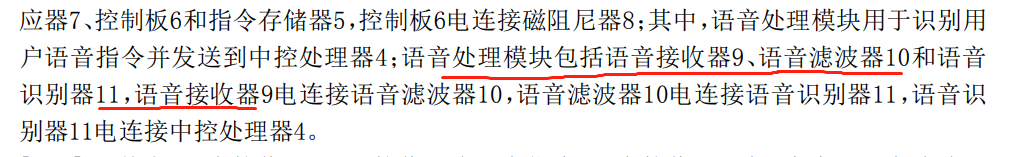 应器7、控制板6和指令存储器5,控制板6电连接磁阻尼器8;其中,语音处理模块用于识别用
户语音指令并发送到中控处理器4;语音处理模块包括语音接收器9、语音滤波器10和语音
识别器11,语音接收器9电连接语音滤波器10,语音滤波器10电连接语音识别器11,语音识
别器11电连接中控处理器4。